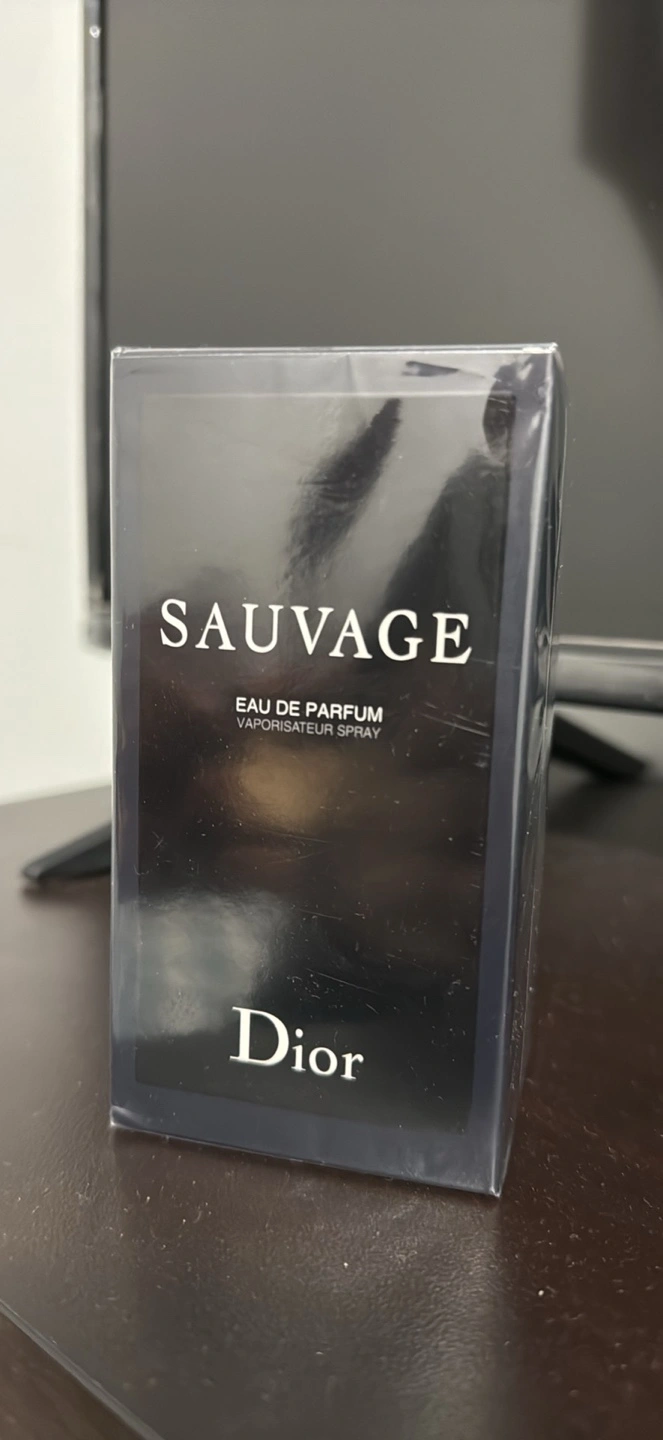 SAUVAGE
EAU DE PARFUM
VAPORISATEUR SPRAY
Dior